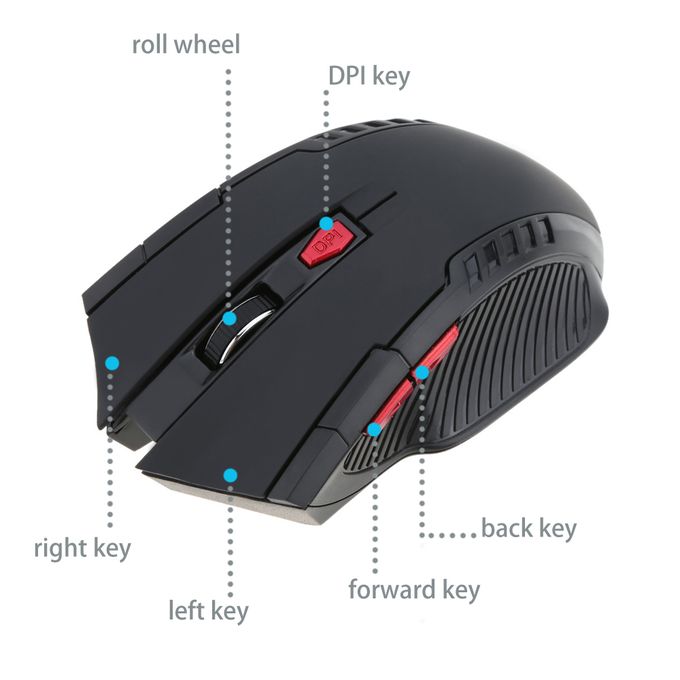 roll wheel
DPI key
DPI
right key
back key
forward key
left key